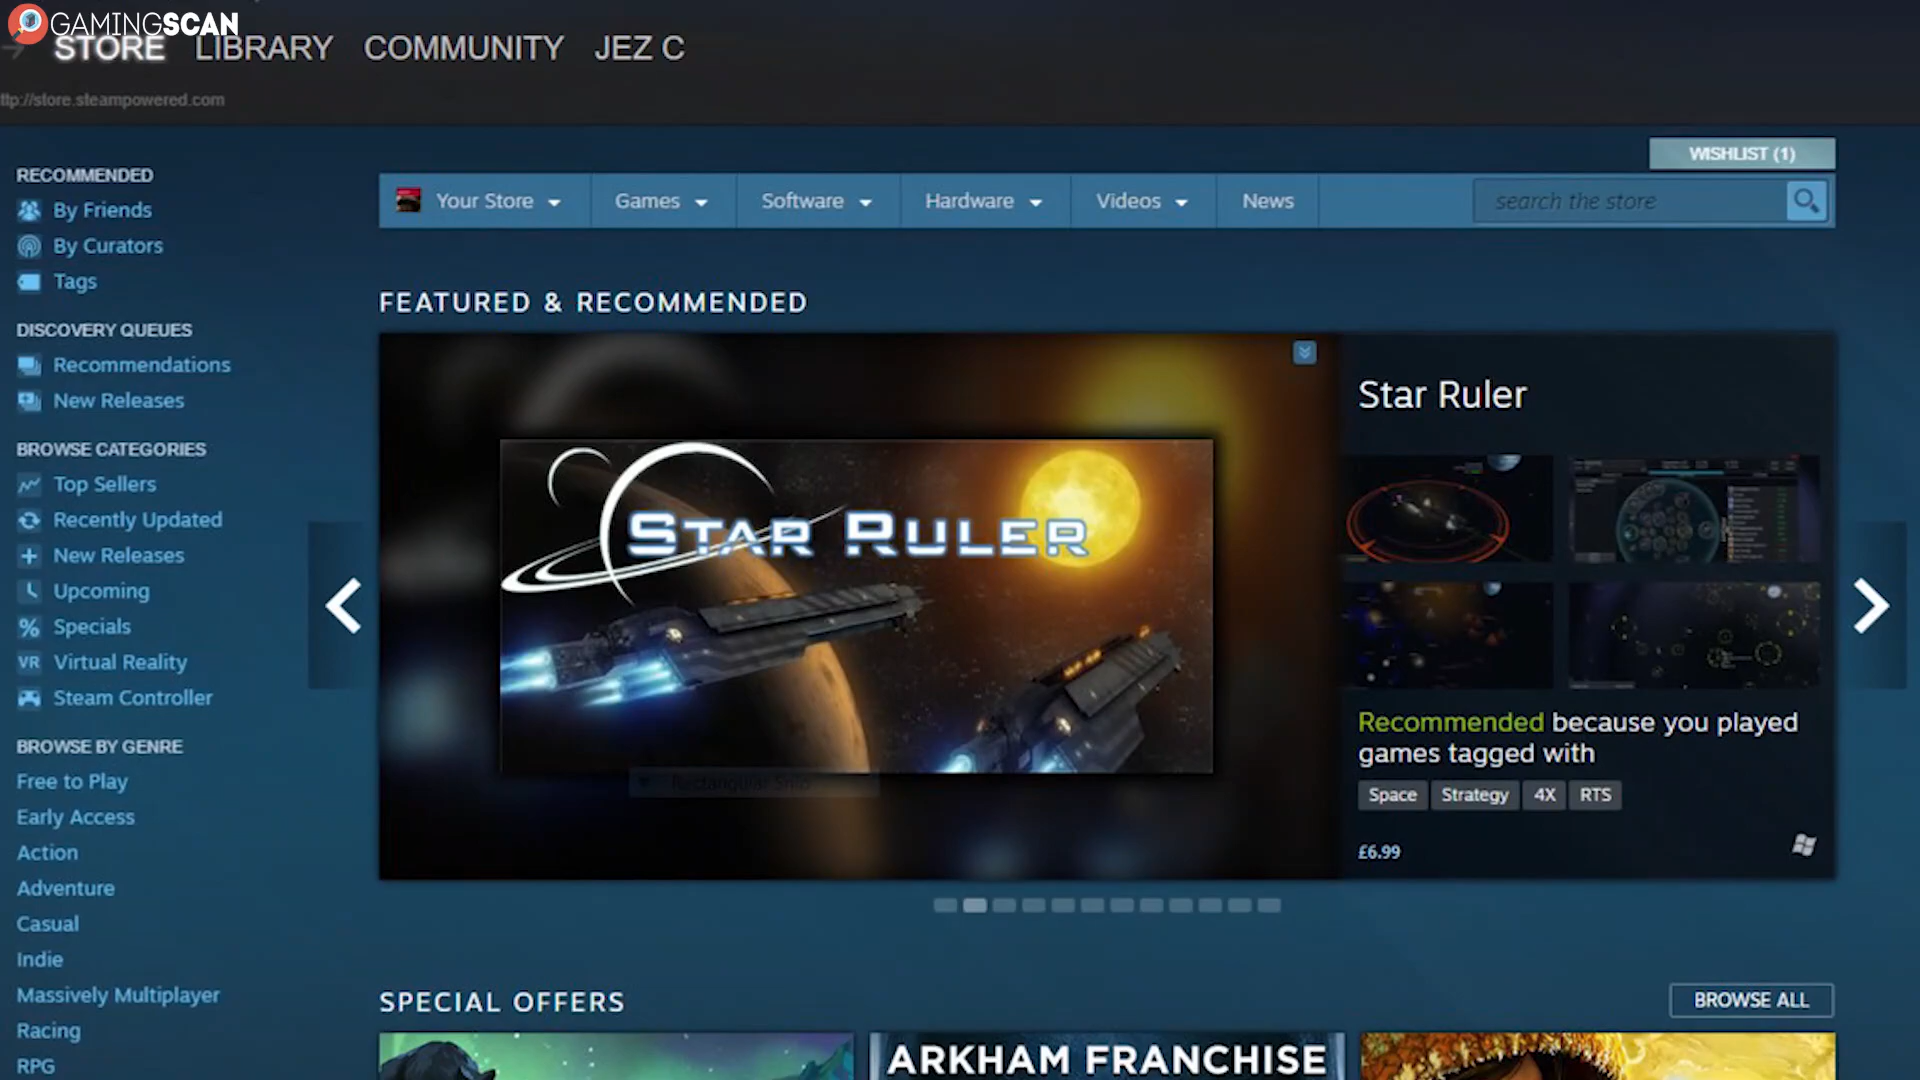 GAMINGSCAN
STORE LIBRARY COMMUNITY JEZ C
ttp://store.steampowered.com
WISHLIST (1)
Your Store Games Software Hardware Videos News search the store
RECOMMENDED
By Friends
By Curators
Tags
DISCOVERY QUEUES
Recommendations
New Releases
BROWSE CATEGORIES
Top Sellers
Recently Updated
New Releases
Upcoming
Specials
VR Virtual Reality
Steam Controller
BROWSE BY GENRE
Free to Play
Early Access
Action
Adventure
Casual
Indie
Massively Multiplayer
Racing
RPG
FEATURED & RECOMMENDED
STAR RULER
Rectangular Snip
Star Ruler
Recommended because you played
games tagged with
Space Strategy 4X RTS
£6.99
SPECIAL OFFERS
BROWSE ALL
ARKHAM FRANCHISE